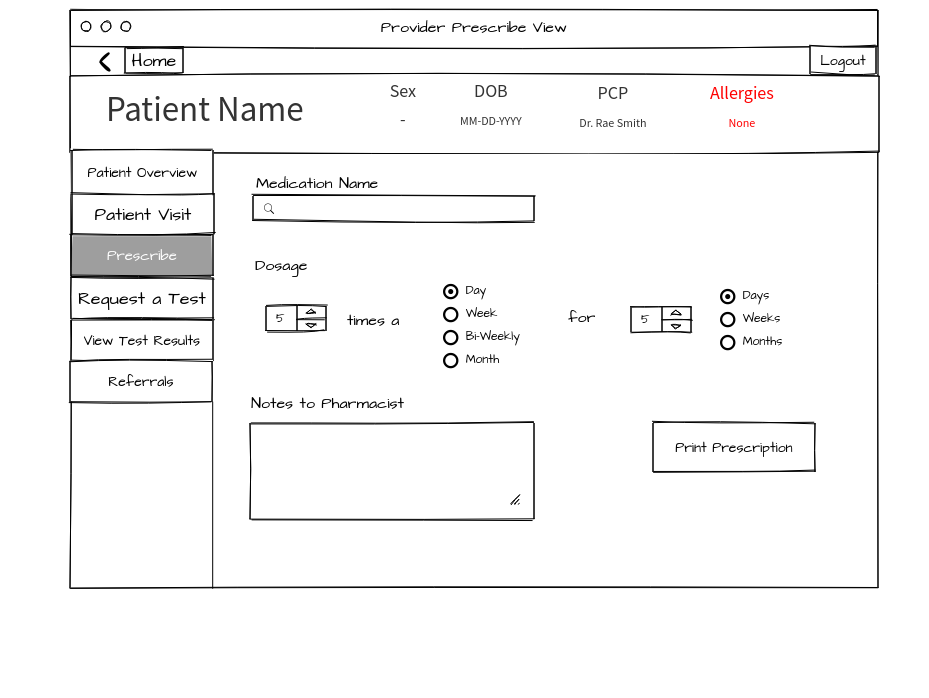 Provider Prescribe View
Home
Logout
Patient Name
Sex
DOB
PCP
Allergies
-
MM-DD-YYYY
Dr. Rae Smith
None
Patient Overview
Patient Visit
Prescribe
Request a Test
View Test Results
Referrals
Medication Name
Dosage
5
times a
Day
Week
Bi-Weekly
Month
for
5
Days
Weeks
Months
Notes to Pharmacist
Print Prescription